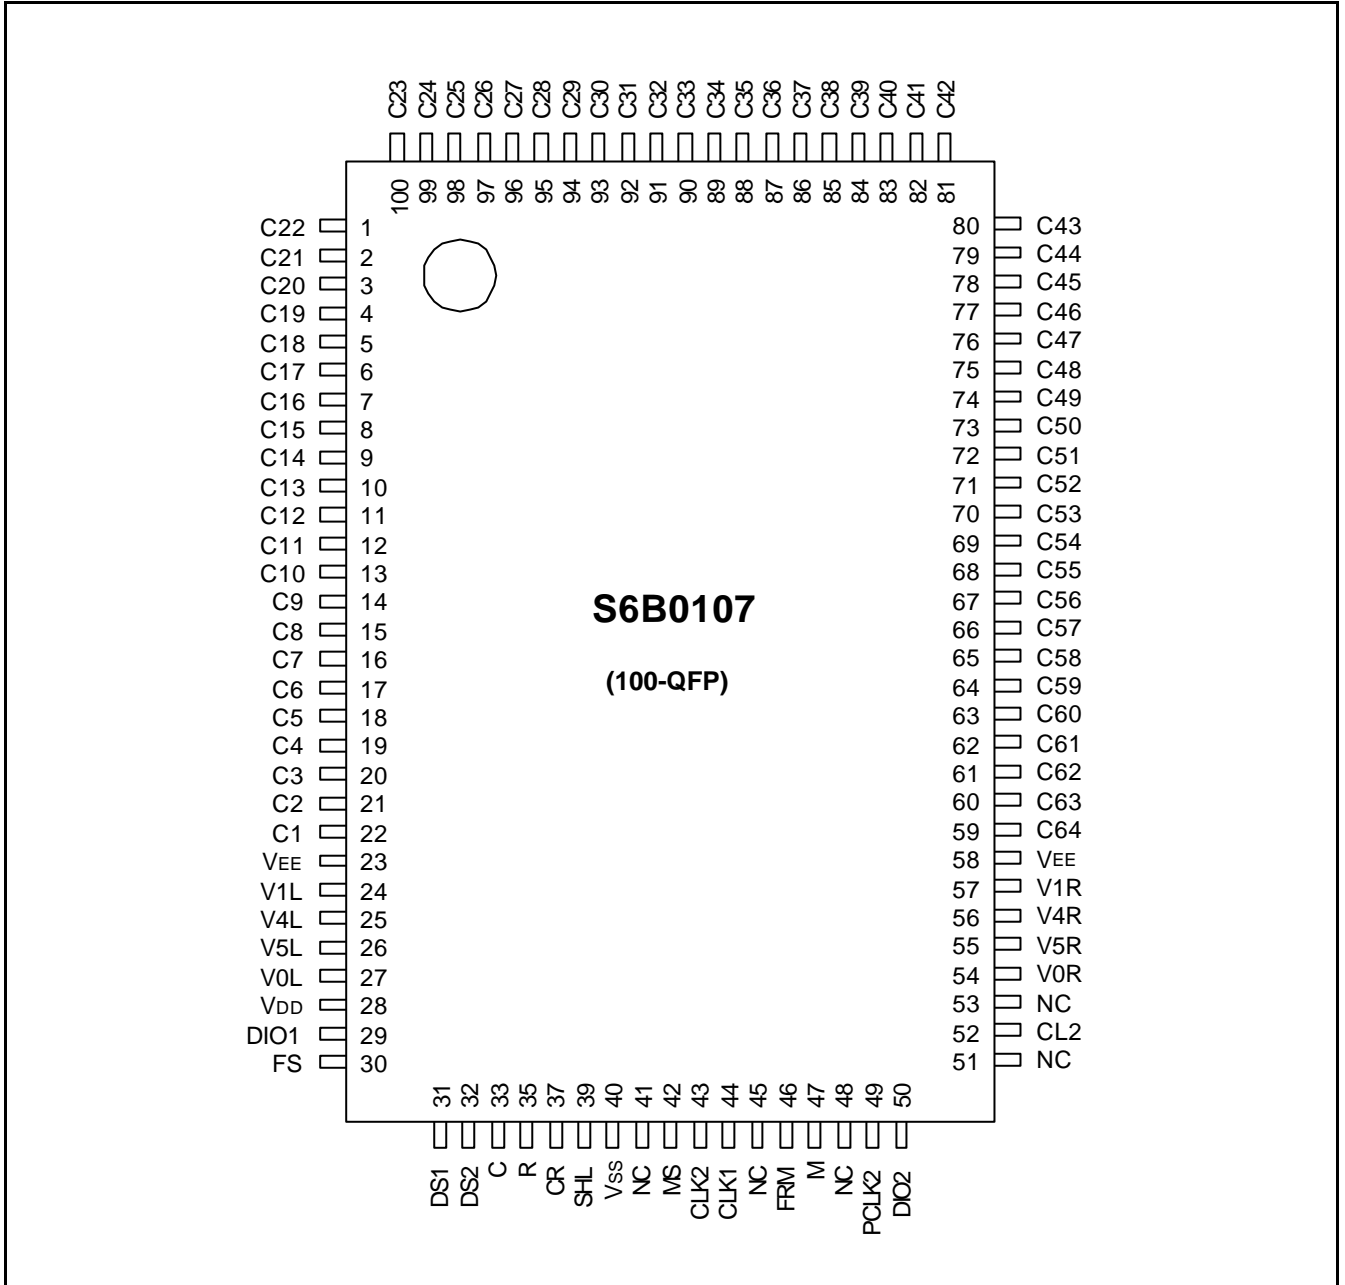 C23 C24 C25 C26 C27 C28 C29 C30 C31 C32 C33 C34 C35 C36 C37 C38 C39 C40 C41 C42
100 99 98 97 96 95 94 93 92 91 90 89 88 87 86 85 84 83 82 81
C22 1 80 C43
C21 2 79 C44
C20 3 78 C45
C19 4 77 C46
C18 5 76 C47
C17 6 75 C48
C16 7 74 C49
C15 8 73 C50
C14 9 72 C51
C13 10 71 C52
C12 11 70 C53
C11 12 69 C54
C10 13 68 C55
C9 14 67 C56
S6B0107
C8 15 66 C57
C7 16 65 C58
(100-QFP)
C6 17 64 C59
C5 18 63 C60
C4 19 62 C61
C3 20 61 C62
C2 21 60 C63
C1 22 59 C64
VEE 23 58 VEE
V1L 24 57 V1R
V4L 25 56 V4R
V5L 26 55 V5R
V0L 27 54 V0R
VDD 28 53 NC
DIO1 29 52 CL2
FS 30 51 NC
31 32 33 35 37 39 40 41 42 43 44 45 46 47 48 49 50
DS1 DS2 C R CR SHL VSS NC MS CLK2 CLK1 NC FRM M NC PCLK2 DIO2